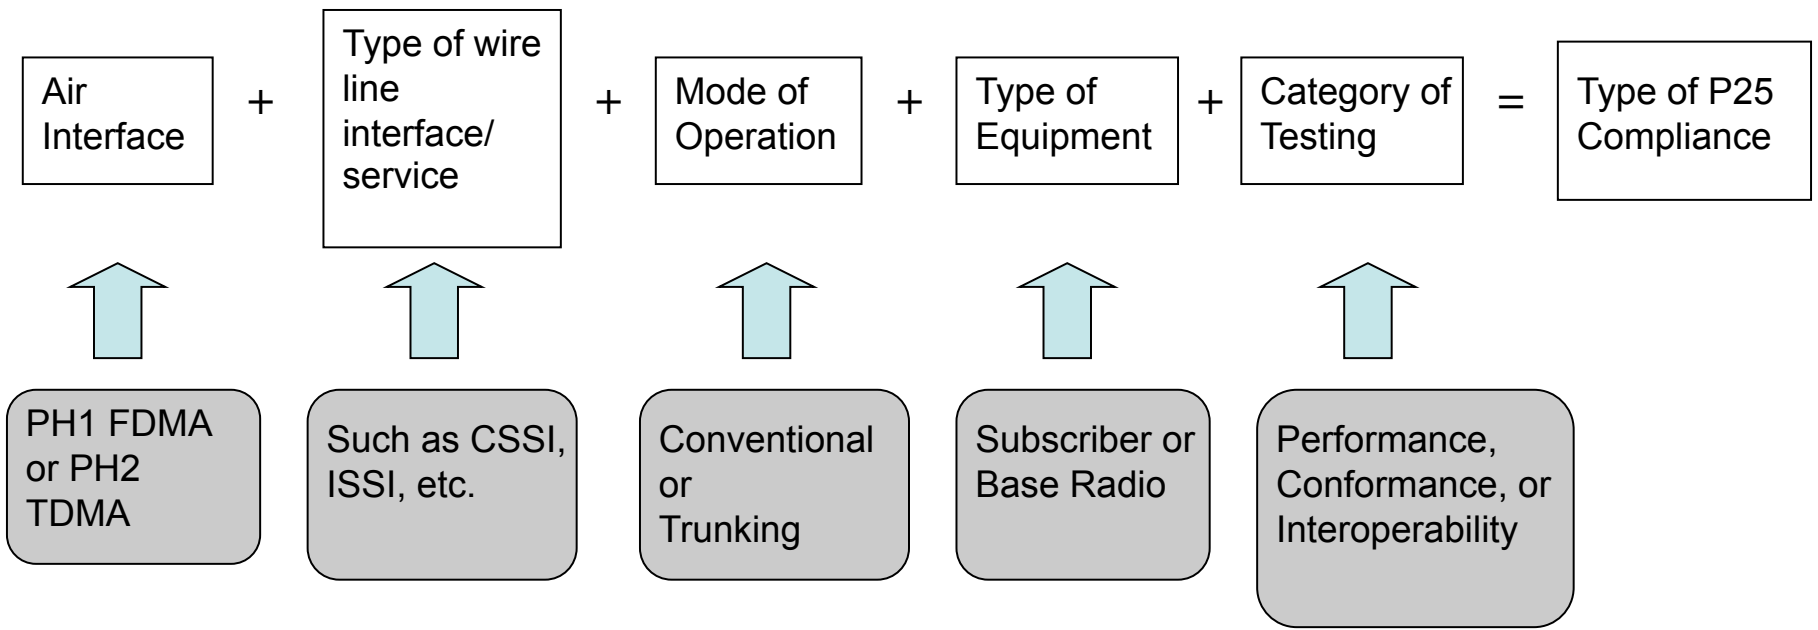 Air
Interface
+
Type of wire
line
interface/
service
+
Mode of
Operation
+
Type of
Equipment
+
Category of
Testing
=
Type of P25
Compliance
PH1 FDMA
or PH2
TDMA
Such as CSSI,
ISSI, etc.
Conventional
or
Trunking
Subscriber or
Base Radio
Performance,
Conformance, or
Interoperability